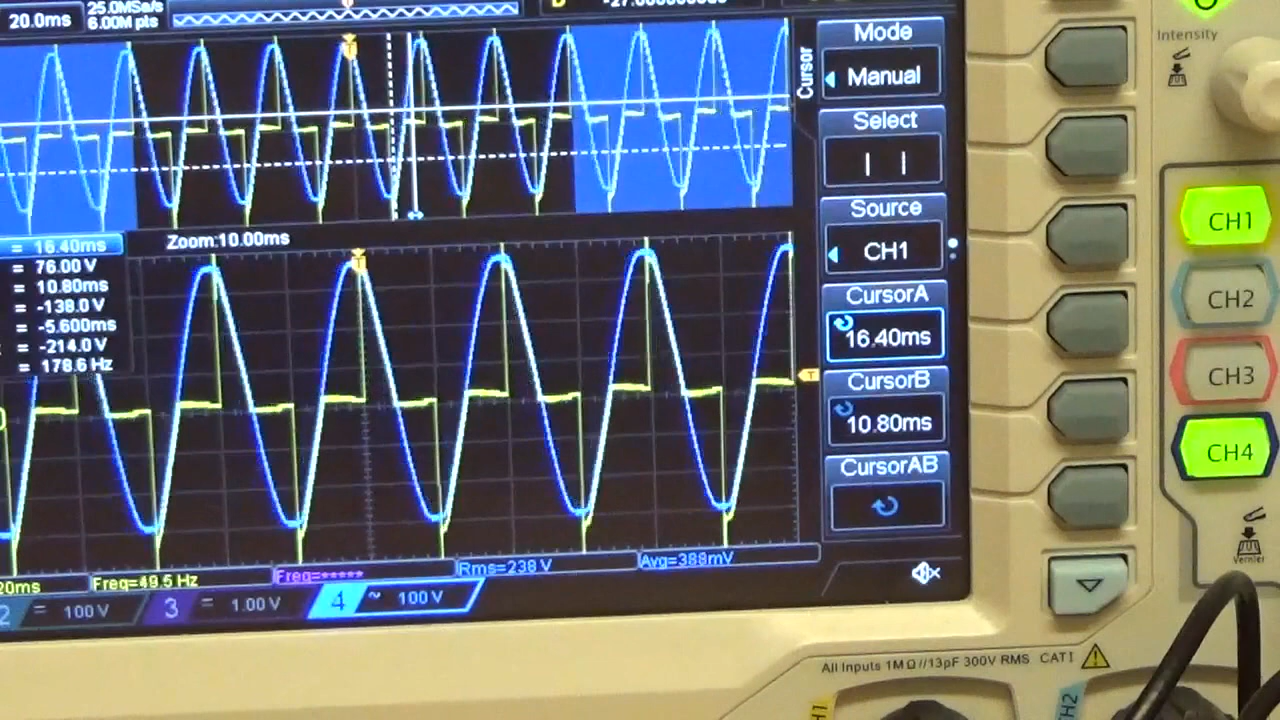 20.0ms
25.0MSa/s
6.00M pts
D
T
Zoom:10.00ms
= 16.40ms
= 76.00 V
= 10.80ms
= -138.0 V
= -5.600ms
= -214.0 V
= 178.6 Hz
T
T
Cursor
Mode
Manual
Select
Source
CH1
CursorA
16.40ms
CursorB
10.80ms
CursorAB
20ms
Freq=49.5 Hz
Freq=*****
Rms=238 V
Avg=388mV
2 = 100 V
3 = 1.00 V
4 ~ 100 V
Intensity
CH1
CH2
CH3
CH4
Vernier
All Inputs 1MΩ//13pF 300V RMS CAT I
H1
H2